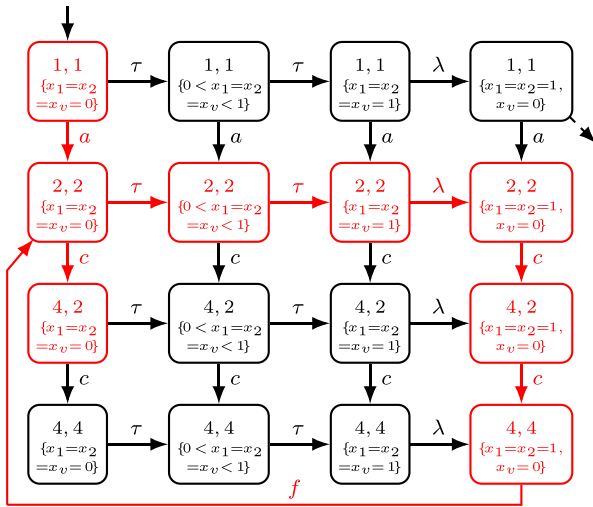 1, 1 τ 1, 1 τ 1, 1 λ 1, 1
{x₁=x₂ {0<x₁=x₂ {x₁=x₂ {x₁=x₂=1,
=xᵥ=0} =xᵥ<1} =xᵥ=1} xᵥ=0}
a a a a
2, 2 τ 2, 2 τ 2, 2 λ 2, 2
{x₁=x₂ {0<x₁=x₂ {x₁=x₂ {x₁=x₂=1,
=xᵥ=0} =xᵥ<1} =xᵥ=1} xᵥ=0}
c c c c
4, 2 τ 4, 2 τ 4, 2 λ 4, 2
{x₁=x₂ {0<x₁=x₂ {x₁=x₂ {x₁=x₂=1,
=xᵥ=0} =xᵥ<1} =xᵥ=1} xᵥ=0}
c c c c
4, 4 τ 4, 4 τ 4, 4 λ 4, 4
{x₁=x₂ {0<x₁=x₂ {x₁=x₂ {x₁=x₂=1,
=xᵥ=0} =xᵥ<1} =xᵥ=1} xᵥ=0}
f